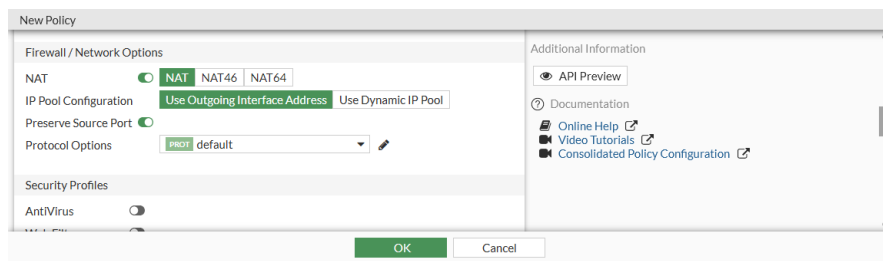 New Policy
Firewall / Network Options
NAT NAT NAT46 NAT64
IP Pool Configuration Use Outgoing Interface Address Use Dynamic IP Pool
Preserve Source Port
Protocol Options PROT default
Security Profiles
AntiVirus
Additional Information
API Preview
Documentation
Online Help
Video Tutorials
Consolidated Policy Configuration
OK Cancel